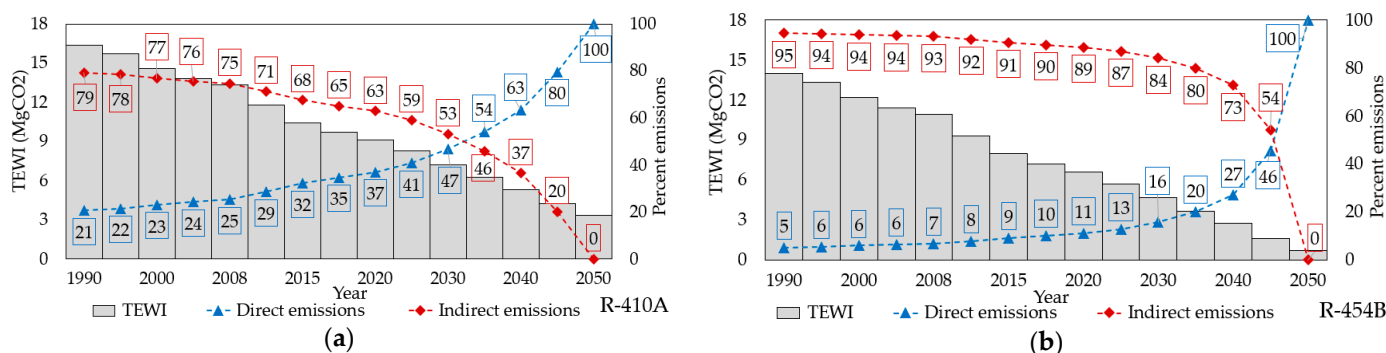 18 100
15 80
12 60
9 40
6 20
3 0
0
TEWI (MgCO2)
Percent emissions
79 78 77 76 75 71 68 65 63 59 53 46 37 20 0
21 22 23 24 25 29 32 35 37 41 47 54 63 80 100
1990 2000 2008 2015 2020 2030 2040 2050
Year
TEWI Direct emissions Indirect emissions R-410A
(a)
18 100
15 80
12 60
9 40
6 20
3 0
0
TEWI (MgCO2)
Percent emissions
95 94 94 94 93 92 91 90 89 87 84 80 73 54 0
5 6 6 6 7 8 9 10 11 13 16 20 27 46 100
1990 2000 2008 2015 2020 2030 2040 2050
Year
TEWI Direct emissions Indirect emissions R-454B
(b)